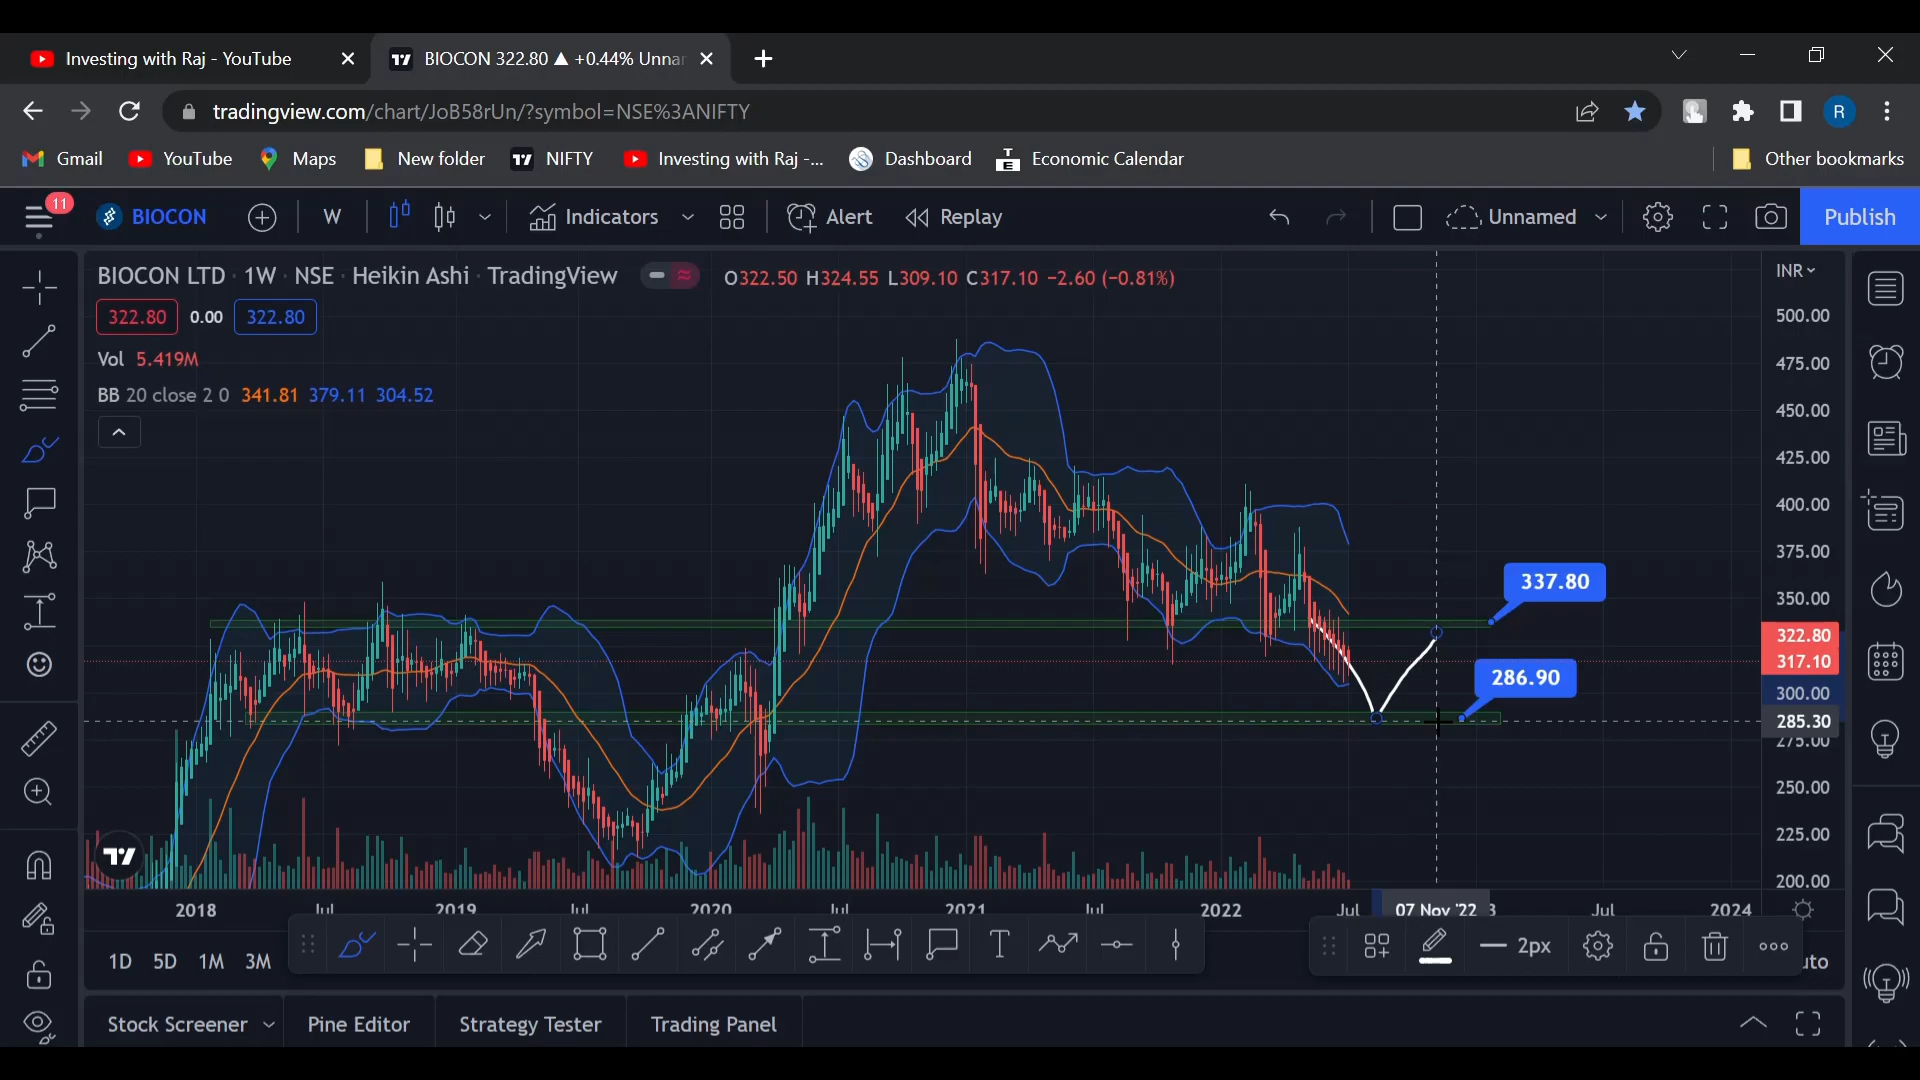 Investing with Raj - YouTube
BIOCON 322.80 ▲ +0.44% Unnar
tradingview.com/chart/JoB58rUn/?symbol=NSE%3ANIFTY
R
Gmail YouTube Maps New folder NIFTY Investing with Raj -... Dashboard Economic Calendar Other bookmarks
11
BIOCON W Indicators Alert Replay Unnamed Publish
BIOCON LTD · 1W · NSE · Heikin Ashi · TradingView O322.50 H324.55 L309.10 C317.10 −2.60 (−0.81%)
INR
322.80 0.00 322.80
Vol 5.419M
BB 20 close 2 0 341.81 379.11 304.52
500.00
475.00
450.00
425.00
400.00
375.00
350.00
322.80
317.10
300.00
285.30
275.00
250.00
225.00
200.00
337.80
286.90
2018 Jul 2019 Jul 2020 Jul 2021 Jul 2022 Jul 07 Nov '22 3 Jul 2024
1D 5D 1M 3M
2px
uto
Stock Screener Pine Editor Strategy Tester Trading Panel